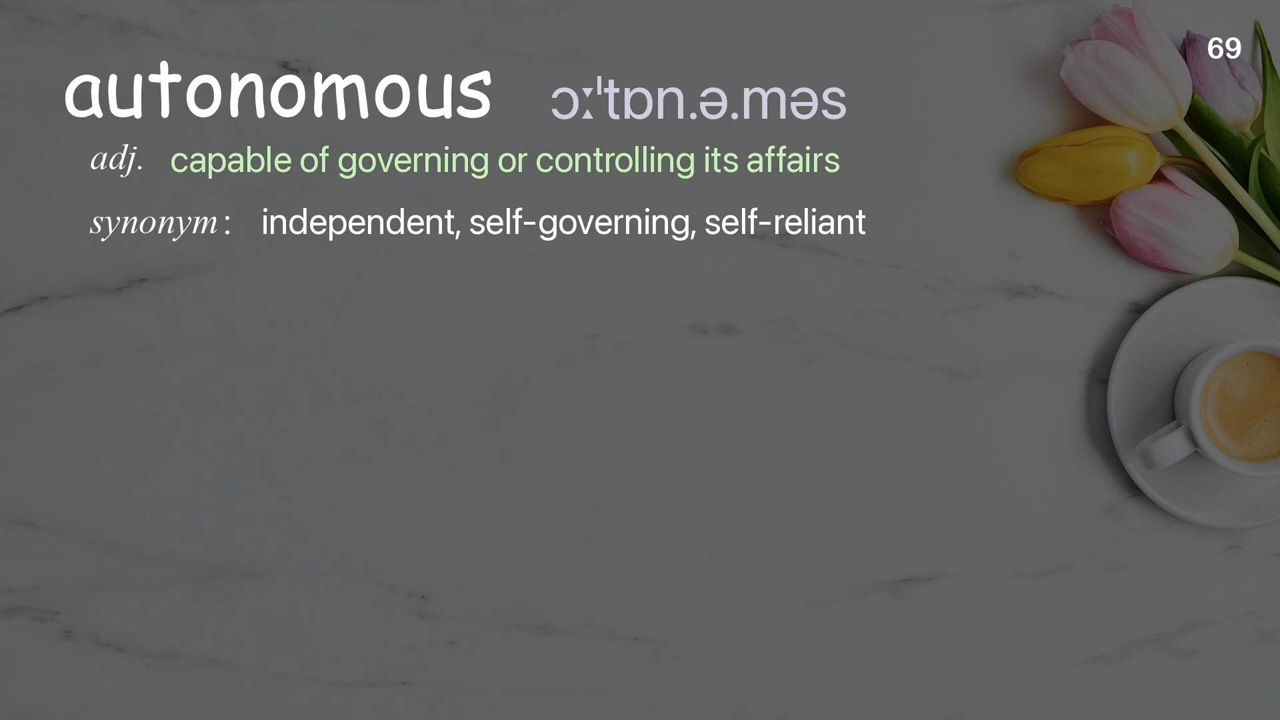 69
autonomous ɔːˈtɒn.ə.məs
adj. capable of governing or controlling its affairs
synonym : independent, self-governing, self-reliant